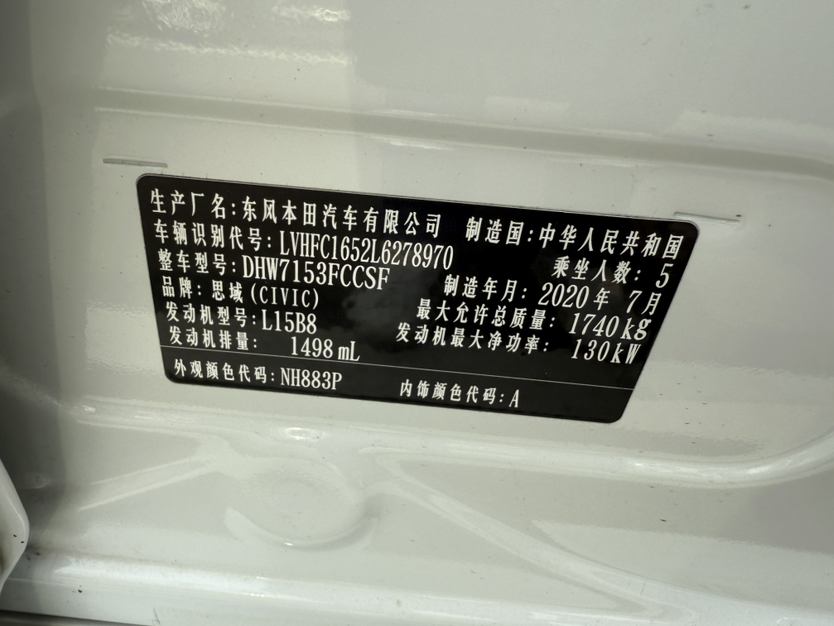 生产厂名：东风本田汽车有限公司 制造国：中华人民共和国
车辆识别代号：LVHFC1652L6278970 乘坐人数：5
整车型号：DHW7153FCCSF 制造年月：2020年 7月
品牌：思域(CIVIC) 最大允许总质量：1740kg
发动机型号：L15B8 发动机最大净功率：130kW
发动机排量： 1498mL
外观颜色代码：NH883P 内饰颜色代码：A